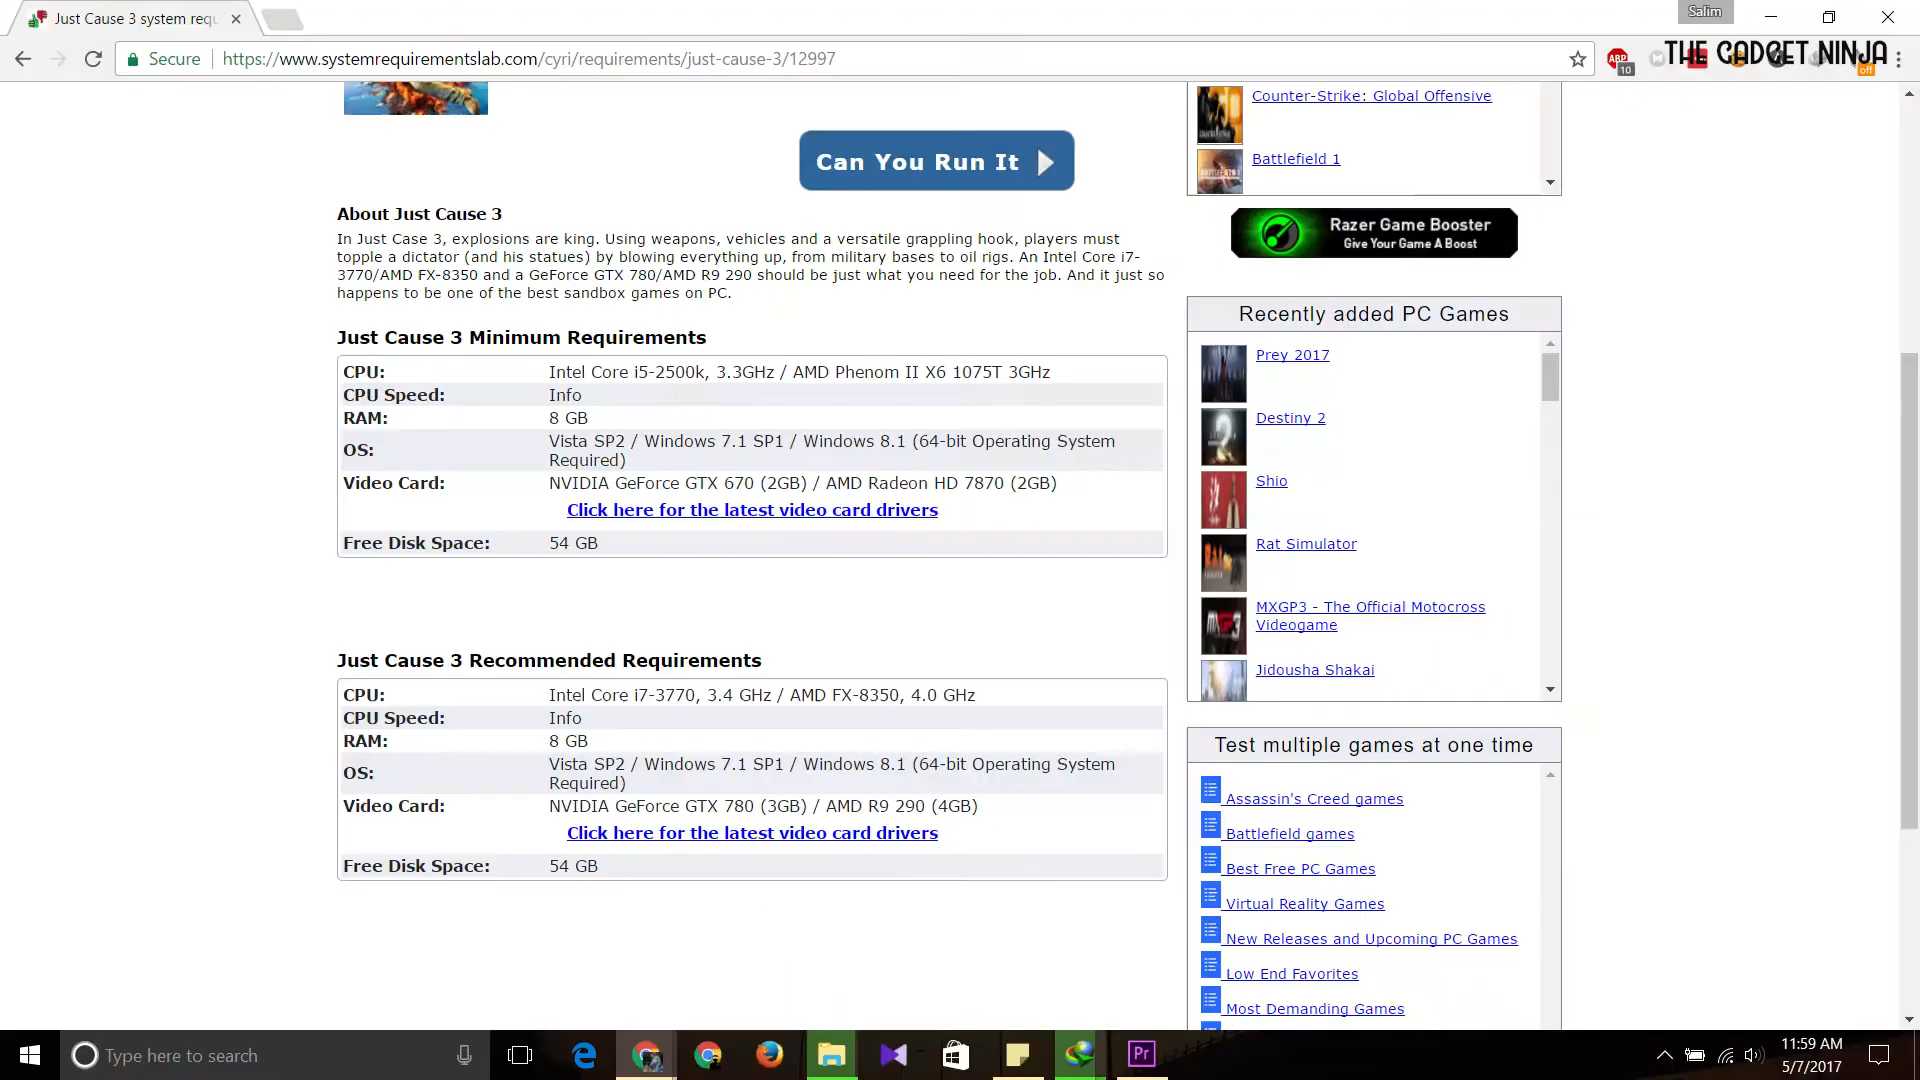 Just Cause 3 system requ
Salim
Secure
https://www.systemrequirementslab.com/cyri/requirements/just-cause-3/12997
ABP
10
off
THE GADGET NINJA
Can You Run It
About Just Cause 3
In Just Case 3, explosions are king. Using weapons, vehicles and a versatile grappling hook, players must
topple a dictator (and his statues) by blowing everything up, from military bases to oil rigs. An Intel Core i7-
3770/AMD FX-8350 and a GeForce GTX 780/AMD R9 290 should be just what you need for the job. And it just so
happens to be one of the best sandbox games on PC.
Just Cause 3 Minimum Requirements
CPU: Intel Core i5-2500k, 3.3GHz / AMD Phenom II X6 1075T 3GHz
CPU Speed: Info
RAM: 8 GB
OS: Vista SP2 / Windows 7.1 SP1 / Windows 8.1 (64-bit Operating System
Required)
Video Card: NVIDIA GeForce GTX 670 (2GB) / AMD Radeon HD 7870 (2GB)
Click here for the latest video card drivers
Free Disk Space: 54 GB
Just Cause 3 Recommended Requirements
CPU: Intel Core i7-3770, 3.4 GHz / AMD FX-8350, 4.0 GHz
CPU Speed: Info
RAM: 8 GB
OS: Vista SP2 / Windows 7.1 SP1 / Windows 8.1 (64-bit Operating System
Required)
Video Card: NVIDIA GeForce GTX 780 (3GB) / AMD R9 290 (4GB)
Click here for the latest video card drivers
Free Disk Space: 54 GB
Counter-Strike: Global Offensive
Battlefield 1
Razer Game Booster
Give Your Game A Boost
Recently added PC Games
Prey 2017
Destiny 2
Shio
Rat Simulator
MXGP3 - The Official Motocross
Videogame
Jidousha Shakai
Test multiple games at one time
Assassin's Creed games
Battlefield games
Best Free PC Games
Virtual Reality Games
New Releases and Upcoming PC Games
Low End Favorites
Most Demanding Games
Type here to search
Pr
11:59 AM
5/7/2017